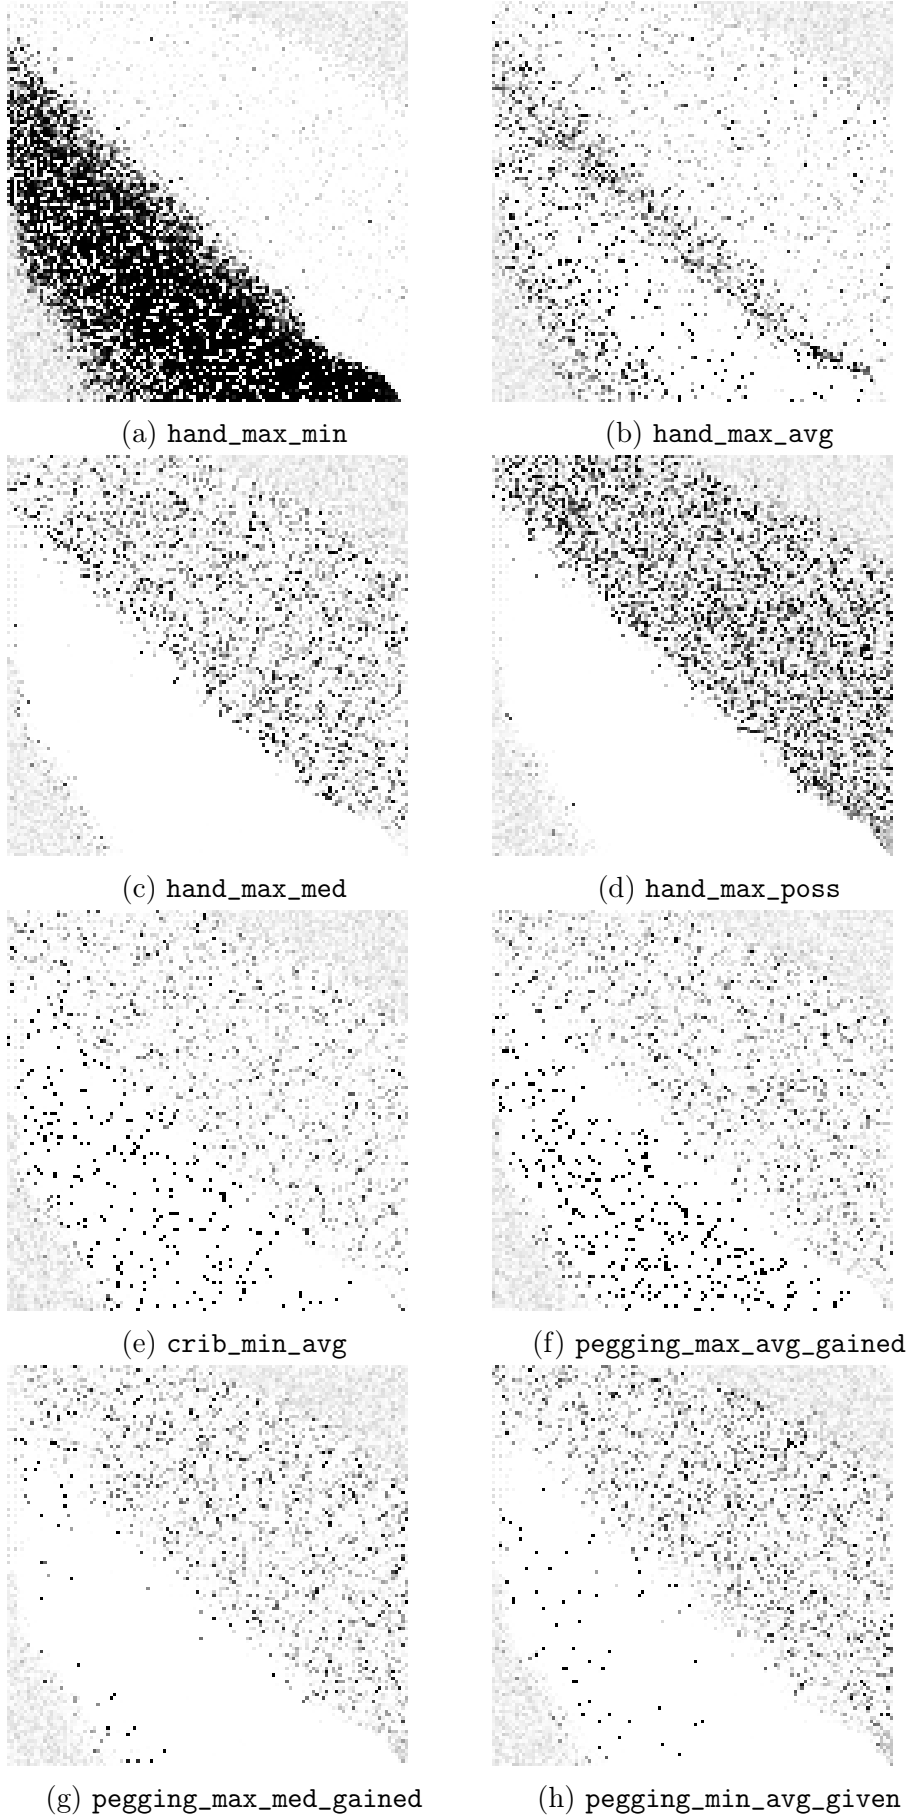 (a) hand_max_min
(b) hand_max_avg
(c) hand_max_med
(d) hand_max_poss
(e) crib_min_avg
(f) pegging_max_avg_gained
(g) pegging_max_med_gained
(h) pegging_min_avg_given